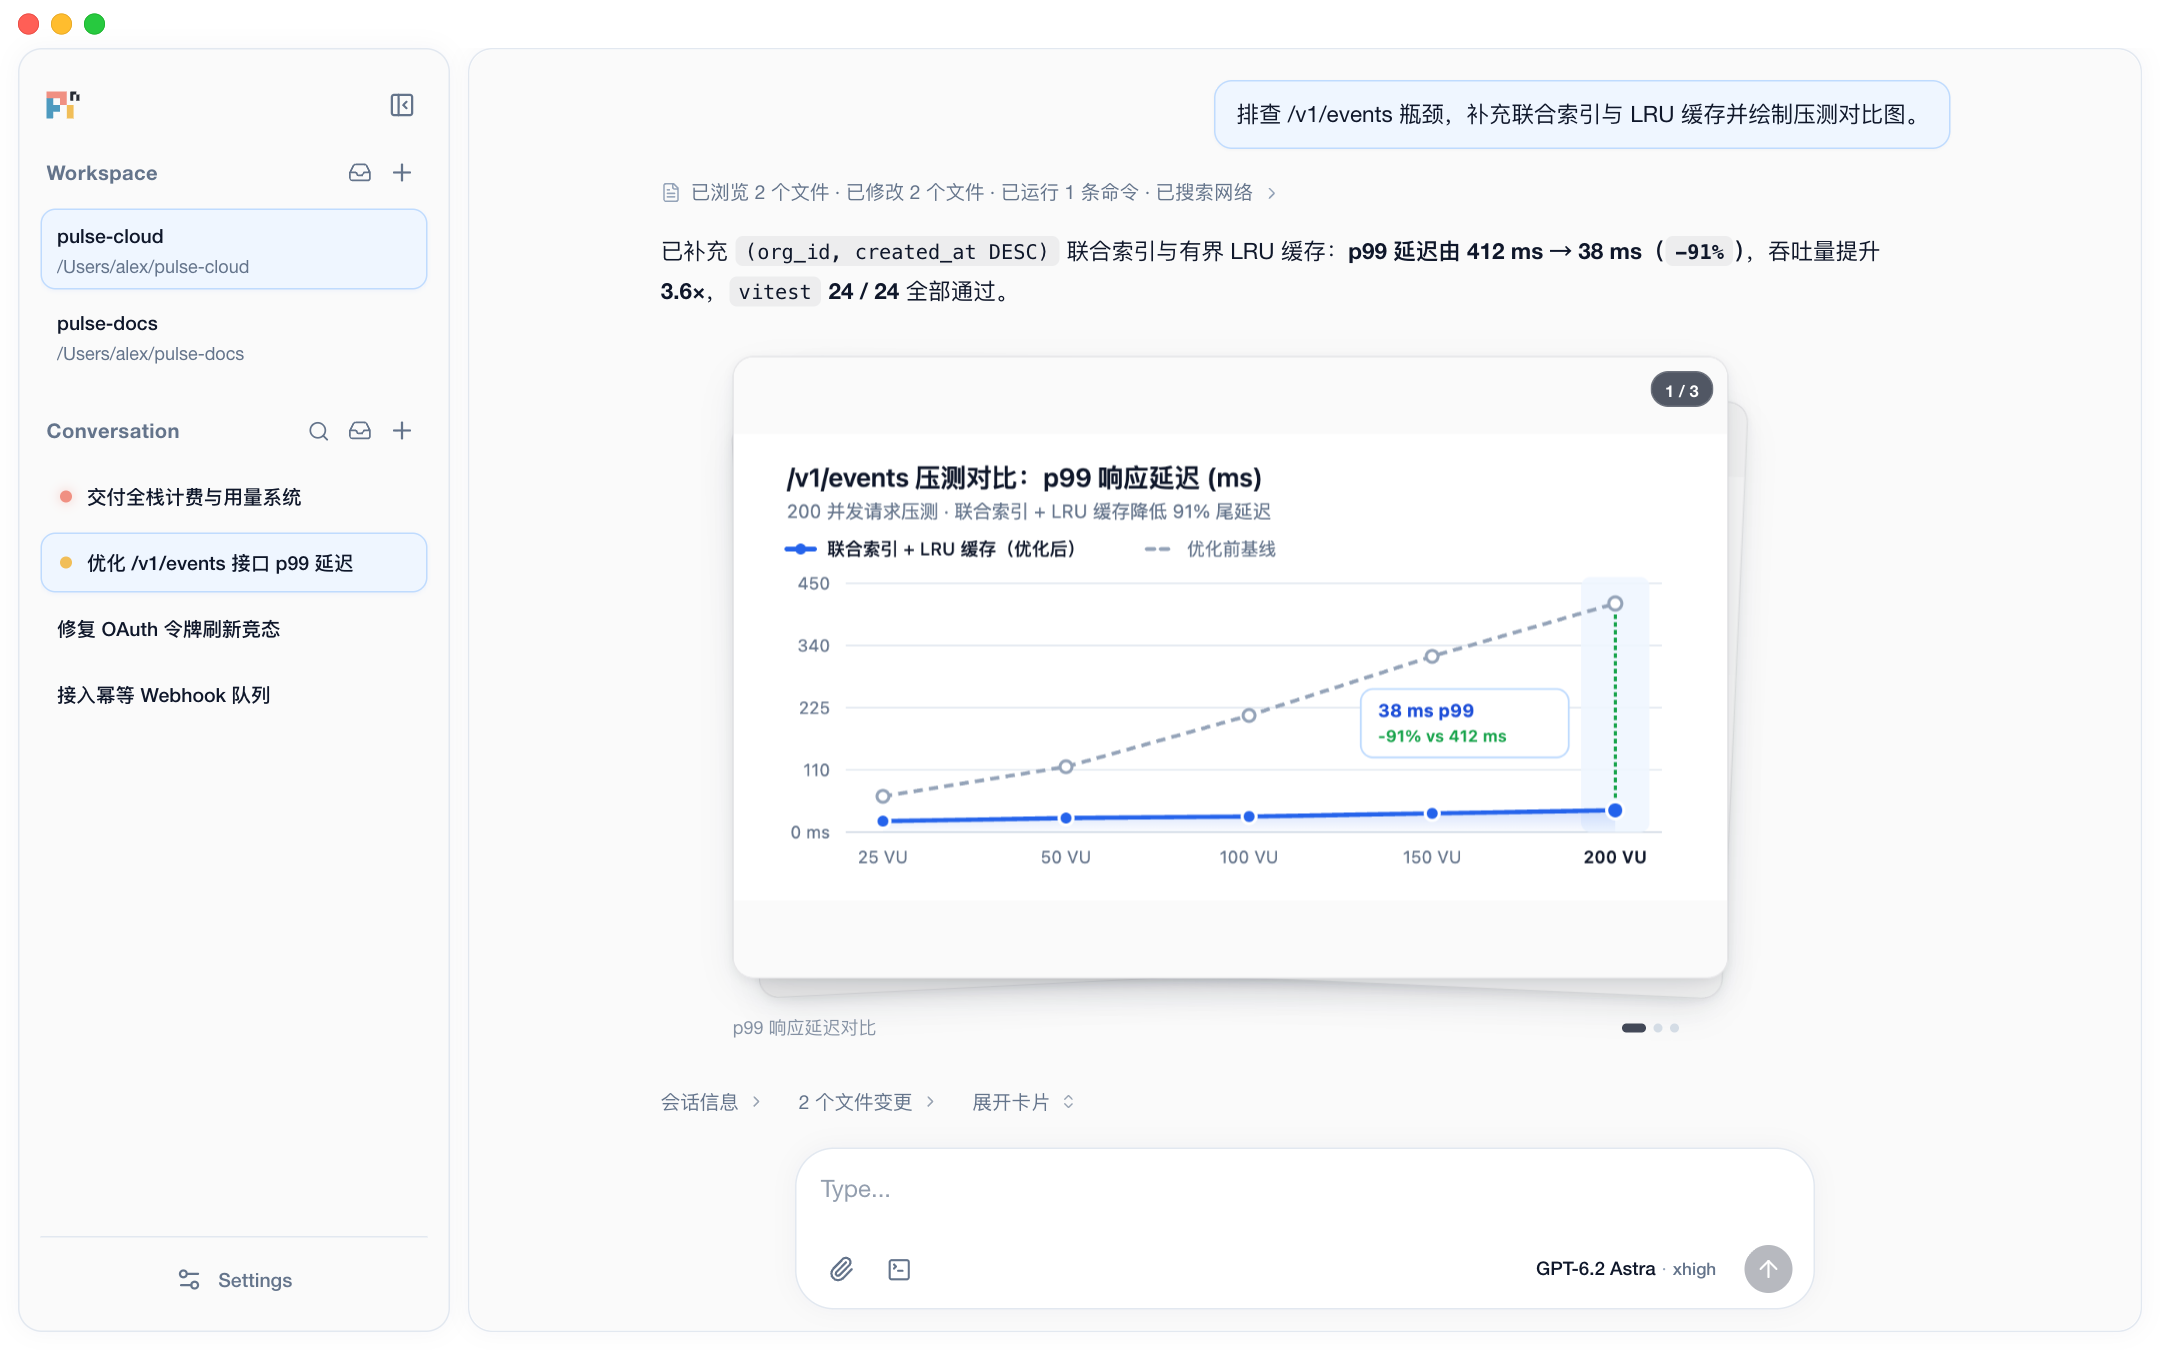 Workspace
pulse-cloud
/Users/alex/pulse-cloud
pulse-docs
/Users/alex/pulse-docs
Conversation
交付全栈计费与用量系统
优化 /v1/events 接口 p99 延迟
修复 OAuth 令牌刷新竞态
接入幂等 Webhook 队列
Settings
排查 /v1/events 瓶颈，补充联合索引与 LRU 缓存并绘制压测对比图。
已浏览 2 个文件 · 已修改 2 个文件 · 已运行 1 条命令 · 已搜索网络
已补充 (org_id, created_at DESC) 联合索引与有界 LRU 缓存：p99 延迟由 412 ms → 38 ms（−91%），吞吐量提升
3.6×，vitest 24 / 24 全部通过。
1 / 3
/v1/events 压测对比：p99 响应延迟 (ms)
200 并发请求压测 · 联合索引 + LRU 缓存降低 91% 尾延迟
联合索引 + LRU 缓存（优化后） 优化前基线
450
340
225
110
0 ms
38 ms p99
-91% vs 412 ms
25 VU 50 VU 100 VU 150 VU 200 VU
p99 响应延迟对比
会话信息 2 个文件变更 展开卡片
Type...
GPT-6.2 Astra · xhigh